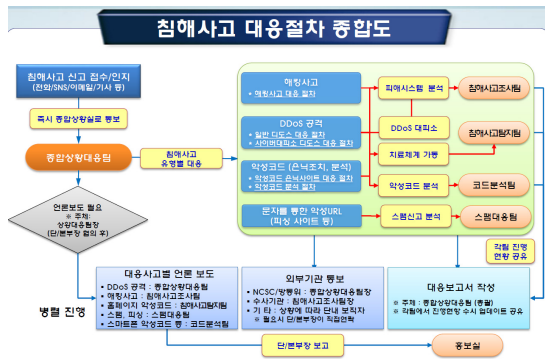 침해사고 대응절차 종합도
침해사고 신고 접수/인지
(전화/SNS/이메일/기사 등)
즉시 종합상황실로 통보
종합상황대응팀
침해사고
유형별 대응
언론보도 필요
※ 주체:
상황대응팀장
(단/본부장 협의 후)
병렬 진행
해킹사고
• 해킹사고 대응 절차
DDoS 공격
• 일반 디도스 대응 절차
• 사이버대피소 디도스 대응 절차
악성코드 (은닉조지, 분석)
• 악성코드 은닉사이트 대응 절차
• 악성코드 분석 절차
문자를 통한 악성URL
(피싱 사이트 등)
피해시스템 분석
DDoS 대피소
치료체계 가동
악성코드 분석
스팸신고 분석
침해사고조사팀
침해사고탐지팀
코드분석팀
스팸대응팀
각팀 진행
현황 공유
대응사고별 언론 보도
• DDoS 공격 : 종합상황대응팀
• 해킹사고 : 침해사고조사팀
• 홈페이지 악성코드 : 침해사고탐지팀
• 스팸, 피싱 : 스팸대응팀
• 스마트폰 악성코드 등 : 코드분석팀
외부기관 통보
• NCSC/방통위 : 종합상황대응팀장
• 수사기관 : 침해사고조사팀장
• 기 타 : 상황에 따라 단내 보직자
※ 필요시 단/본부장이 직접연락
대응보고서 작성
※ 주체 : 종합상황대응팀 (총괄)
• 각팀에서 진행현황 수시 업데이트 공유
단/본부장 보고
홍보실